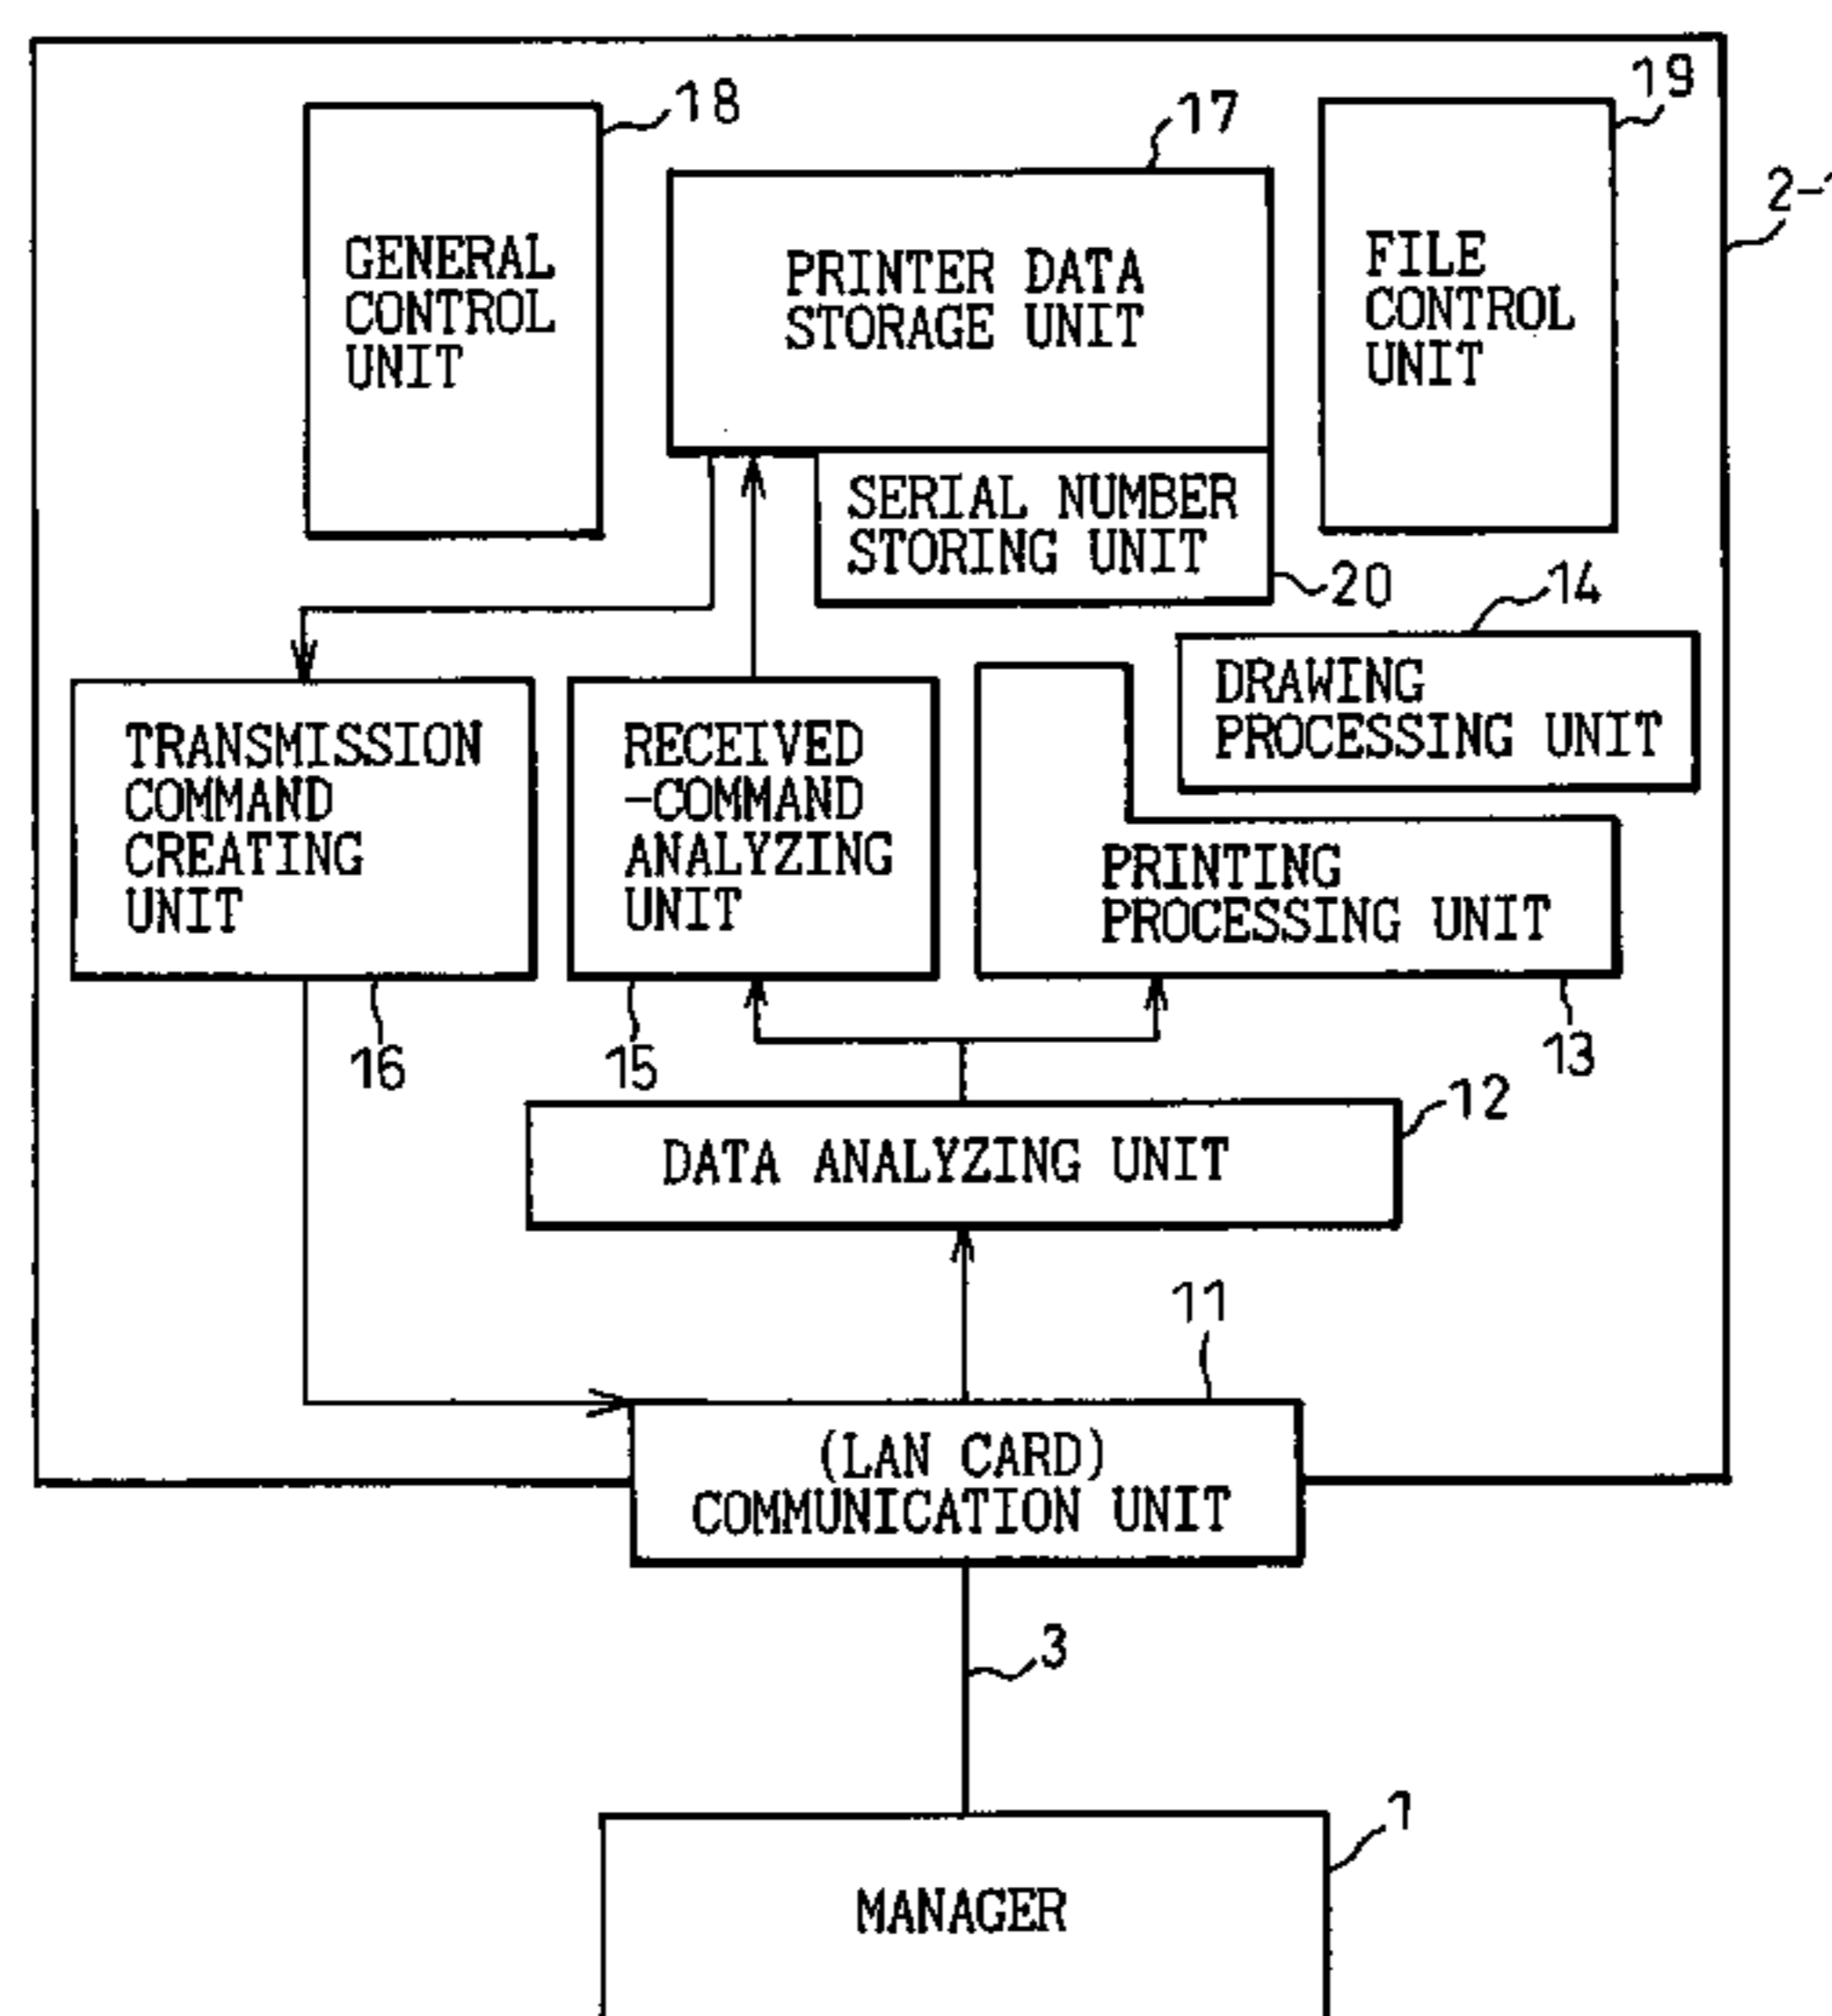 18
17
19
2-1
GENERAL
CONTROL
UNIT
PRINTER DATA
STORAGE UNIT
FILE
CONTROL
UNIT
SERIAL NUMBER
STORING UNIT
20
14
DRAWING
PROCESSING UNIT
TRANSMISSION
COMMAND
CREATING
UNIT
RECEIVED
-COMMAND
ANALYZING
UNIT
PRINTING
PROCESSING UNIT
16
15
13
12
DATA ANALYZING UNIT
11
(LAN CARD)
COMMUNICATION UNIT
3
1
MANAGER